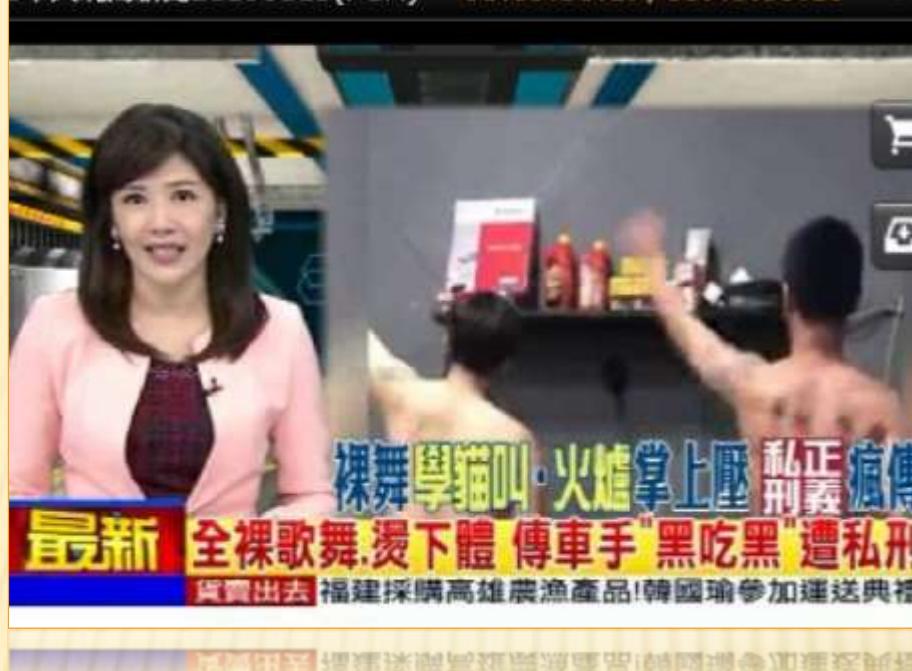 裸舞學貓叫·火爐掌上壓 私刑正義 瘋傳
最新 全裸歌舞.燙下體 傳車手"黑吃黑"遭私刑
貨賣出去 福建採購高雄農漁產品!韓國瑜參加運送典禮